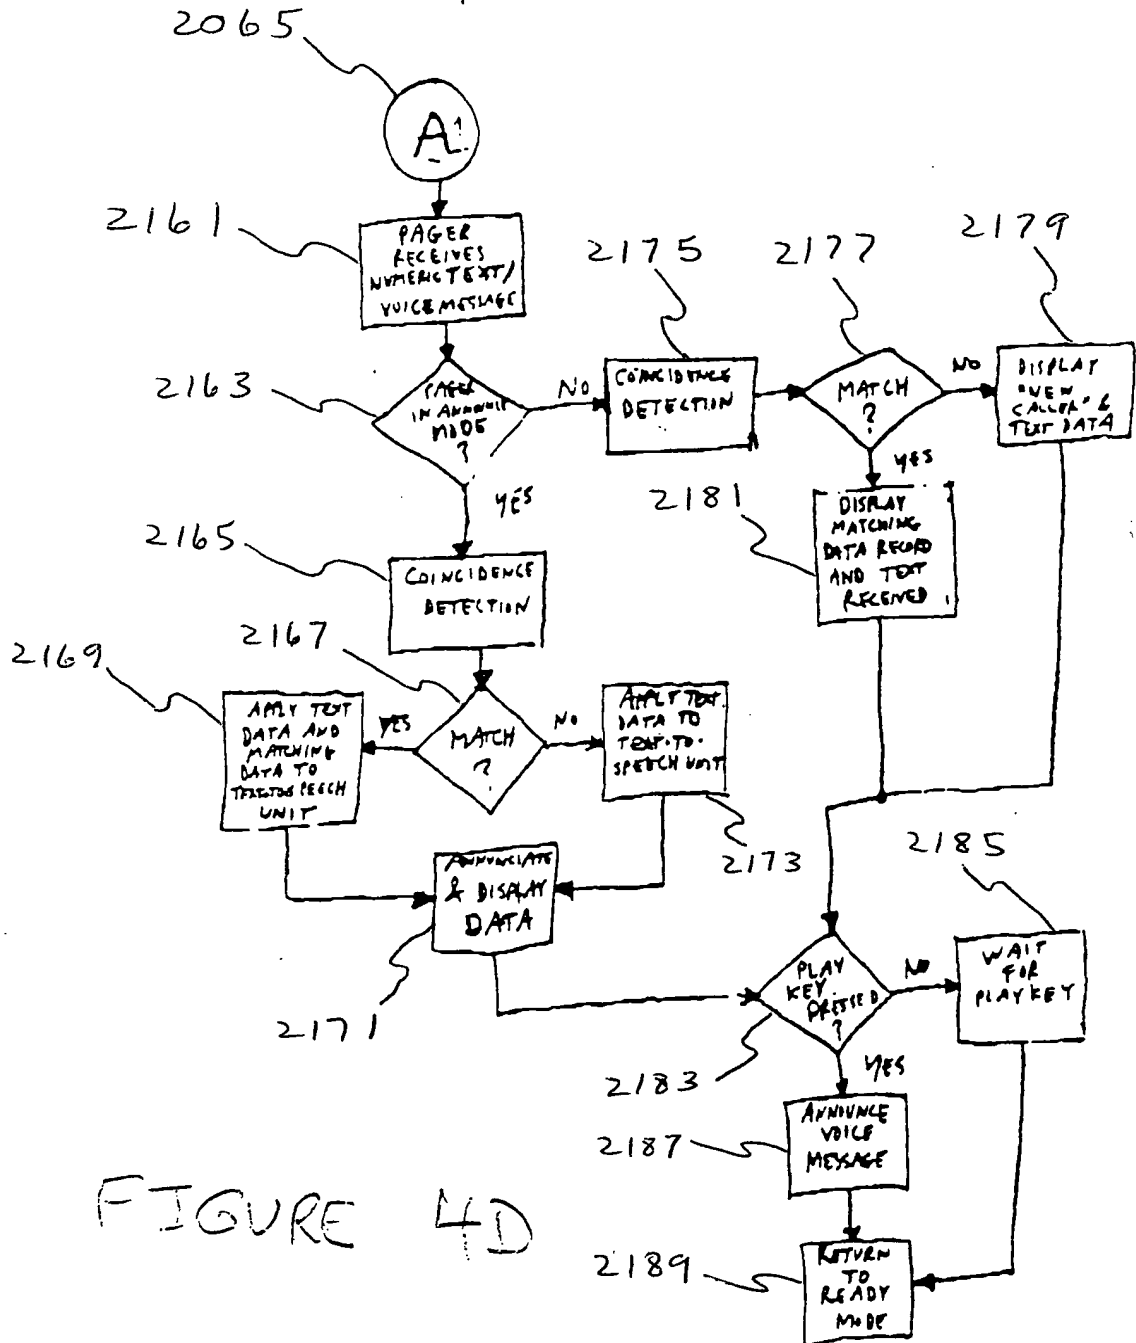 2065
A
2161
PAGER
RECEIVES
NUMERIC TEXT/
VOICE MESSAGE
2163
PAGER
IN ANNOUNCE
MODE
?
NO
YES
2175
COINCIDENCE
DETECTION
2177
MATCH
?
NO
YES
2179
DISPLAY
"NEW
CALLER" &
TEXT DATA
2181
DISPLAY
MATCHING
DATA RECORD
AND TEXT
RECEIVED
2165
COINCIDENCE
DETECTION
2167
MATCH
?
YES
NO
2169
APPLY TEXT
DATA AND
MATCHING
DATA TO
TEXT TO SPEECH
UNIT
APPLY TEXT
DATA TO
TEXT-TO-
SPEECH UNIT
2173
ANNUNCIATE
& DISPLAY
DATA
2171
2185
PLAY
KEY
PRESSED
?
NO
YES
WAIT
FOR
PLAY KEY
2183
ANNOUNCE
VOICE
MESSAGE
2187
RETURN
TO
READY
MODE
2189
FIGURE 4D